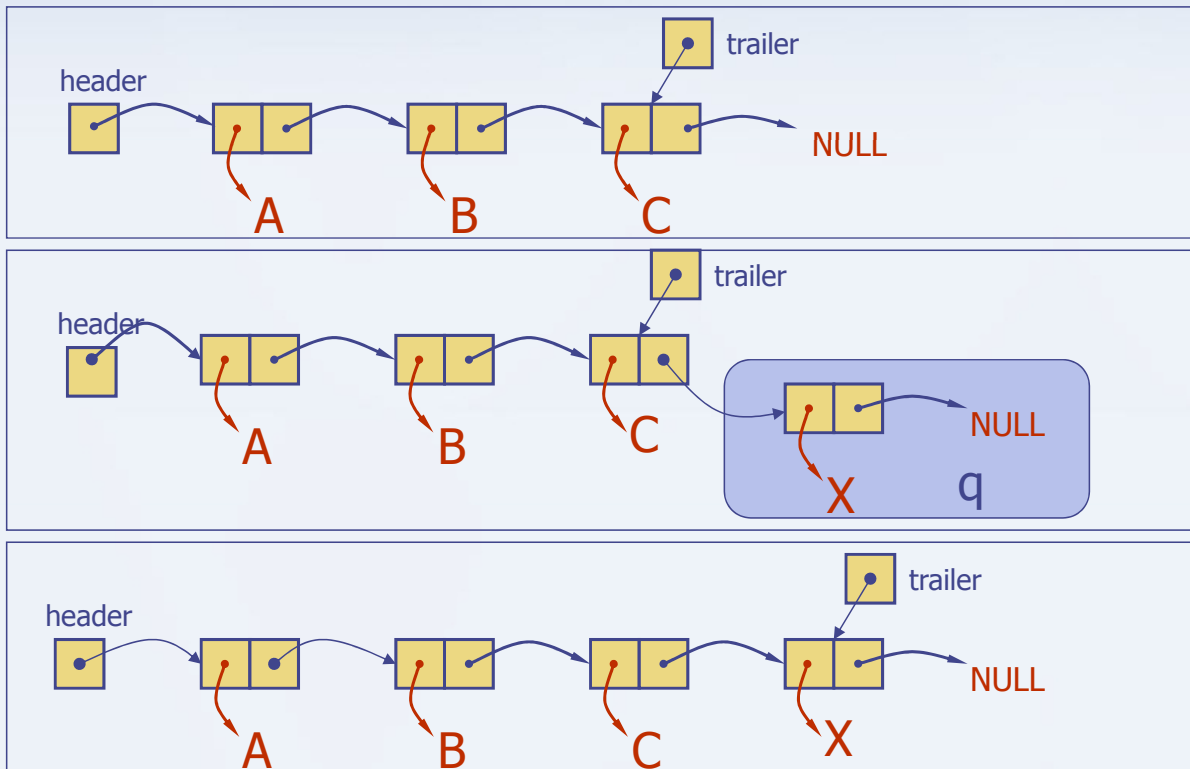 trailer
header
NULL
A B C
trailer
header
NULL
A B C
X q
trailer
header
NULL
A B C X